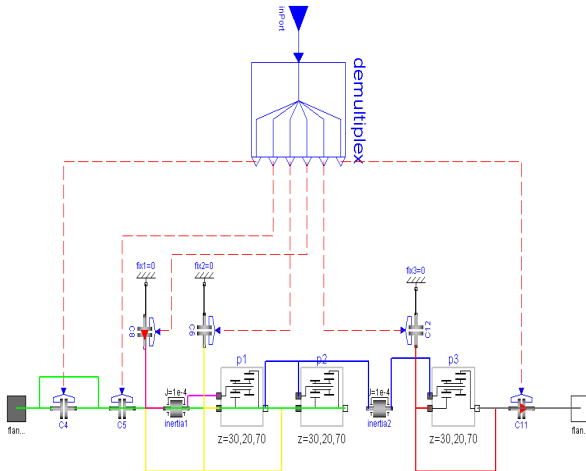 inPort
demultiplex
fix1=0
fix2=0
fix3=0
C8
C6
C12
p1
p2
p3
J=1e-4
J=1e-4
flan...
C4
C5
inertia1
inertia2
C11
flan...
z=30,20,70
z=30,20,70
z=30,20,70